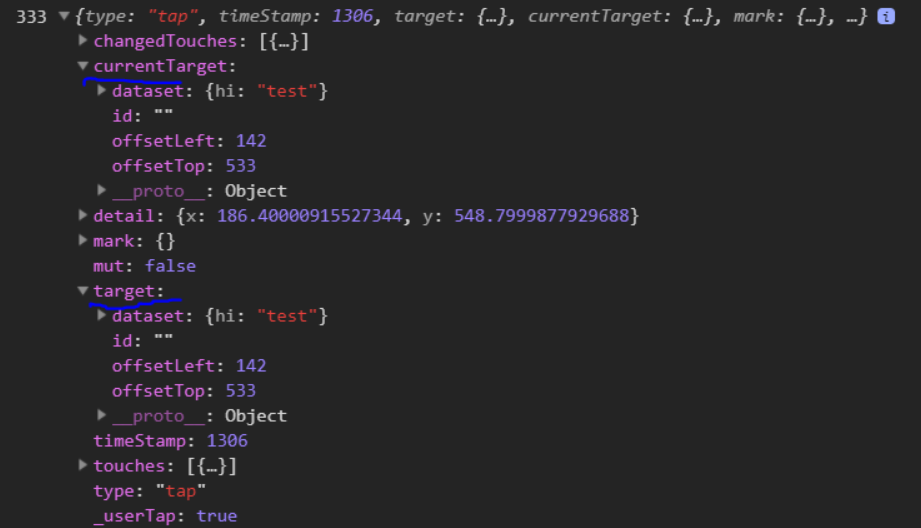 333 ▼{type: "tap", timeStamp: 1306, target: {…}, currentTarget: {…}, mark: {…}, …} i
▶changedTouches: [{…}]
▼currentTarget:
▶dataset: {hi: "test"}
id: ""
offsetLeft: 142
offsetTop: 533
▶__proto__: Object
▶detail: {x: 186.40000915527344, y: 548.7999877929688}
▶mark: {}
mut: false
▼target:
▶dataset: {hi: "test"}
id: ""
offsetLeft: 142
offsetTop: 533
▶__proto__: Object
timeStamp: 1306
▶touches: [{…}]
type: "tap"
_userTap: true